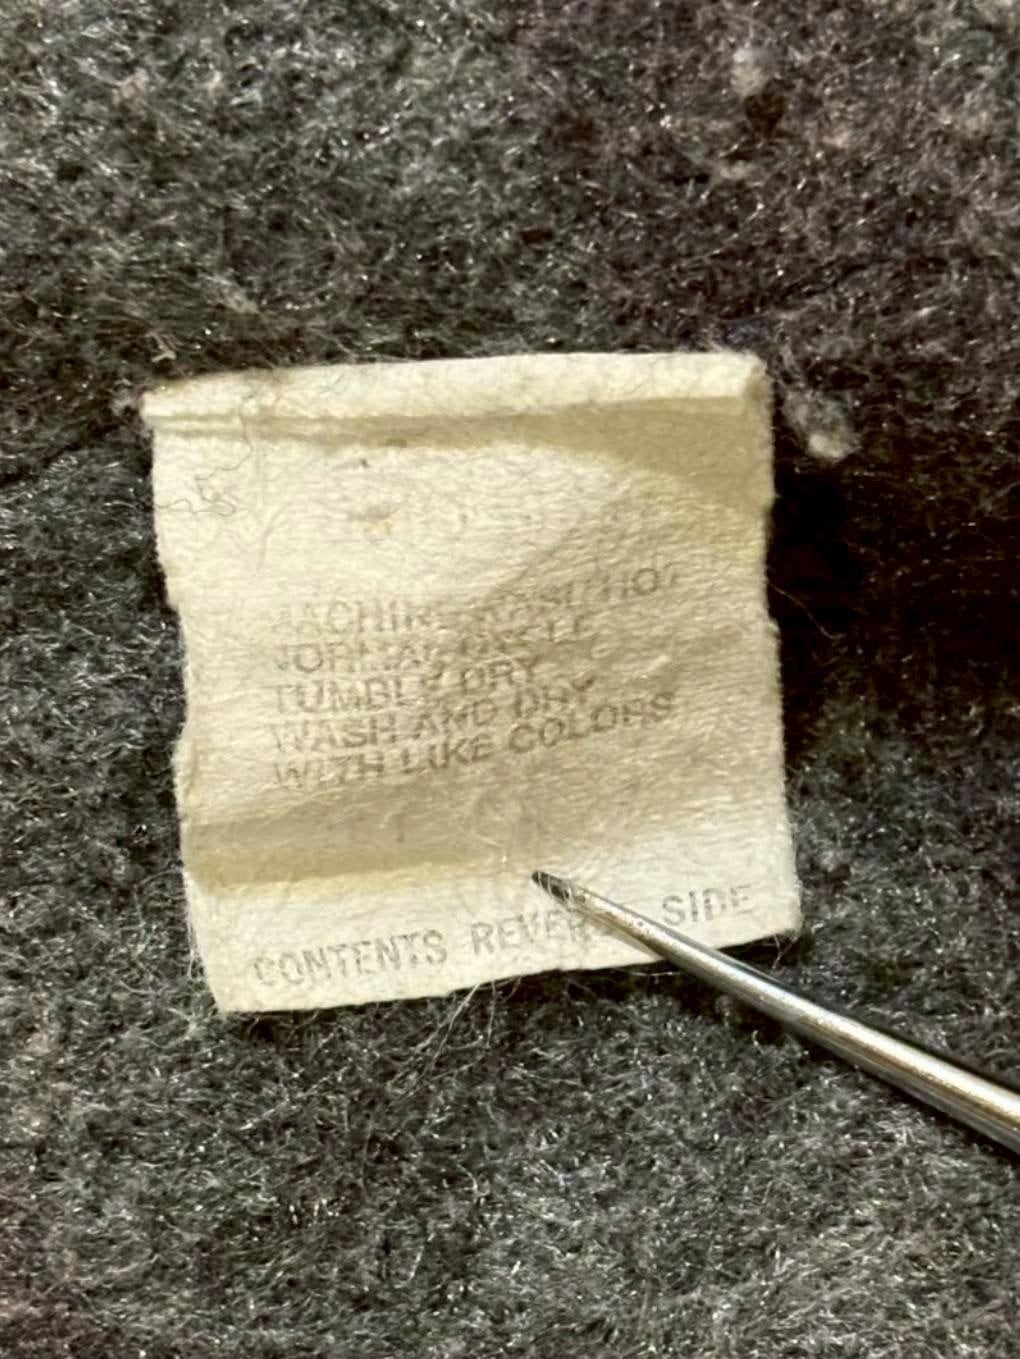 MACHINE WASH HOT
NORMAL CYCLE
TUMBLE DRY
WASH AND DRY
WITH LIKE COLORS
CONTENTS REVERSE SIDE